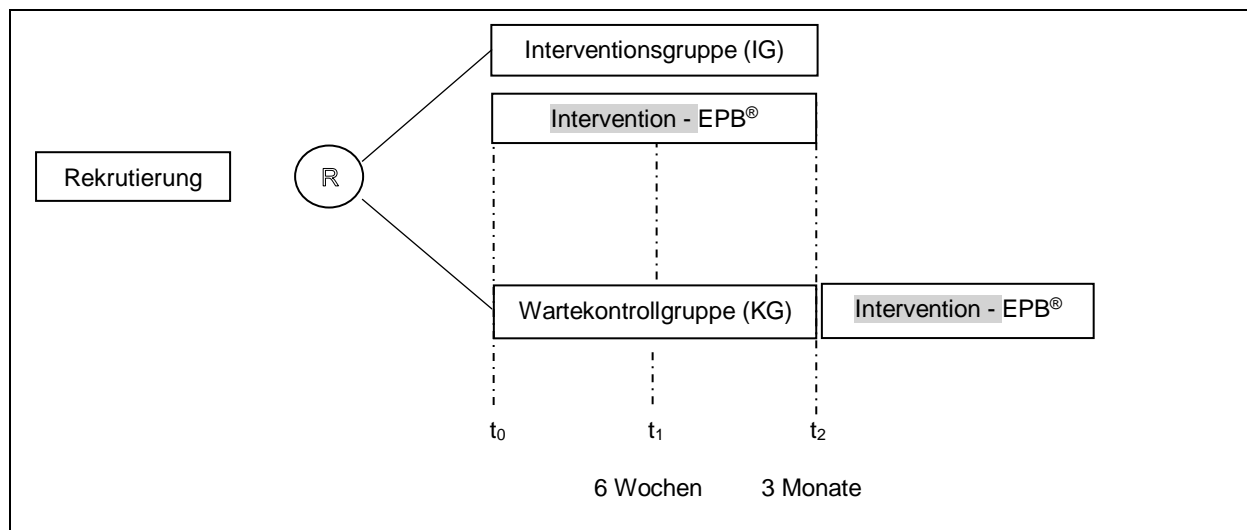 Interventionsgruppe (IG)
Intervention - EPB®
Rekrutierung
R
Wartekontrollgruppe (KG)
Intervention - EPB®
t₀
t₁
t₂
6 Wochen
3 Monate